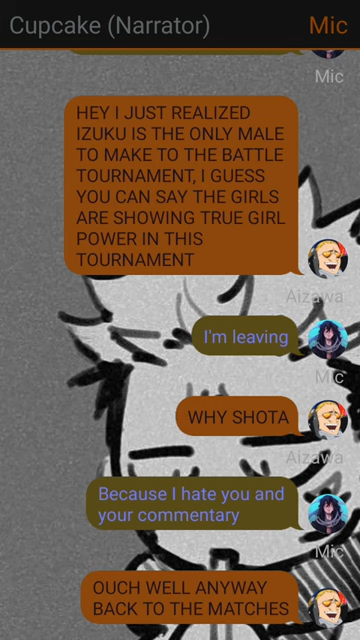 Cupcake (Narrator) Mic
Mic
HEY I JUST REALIZED
IZUKU IS THE ONLY MALE
TO MAKE TO THE BATTLE
TOURNAMENT, I GUESS
YOU CAN SAY THE GIRLS
ARE SHOWING TRUE GIRL
POWER IN THIS
TOURNAMENT
Aizawa
I'm leaving
Mic
WHY SHOTA
Aizawa
Because I hate you and
your commentary
Mic
OUCH WELL ANYWAY
BACK TO THE MATCHES